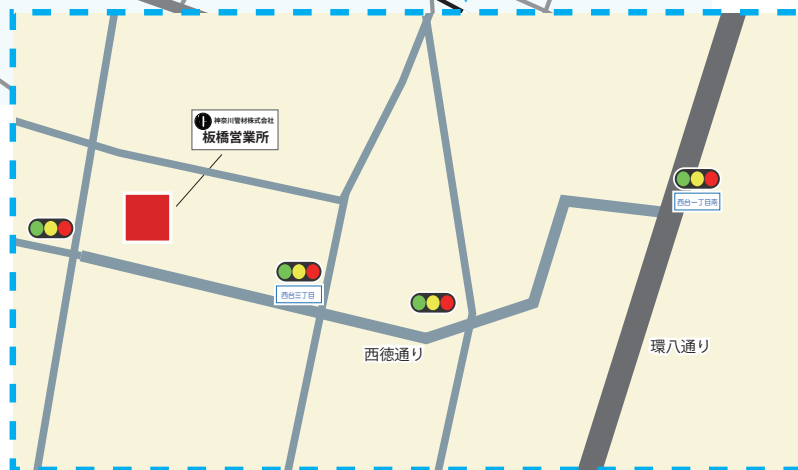 神奈川管材株式会社
板橋営業所
西台一丁目南
西台三丁目
西徳通り
環八通り